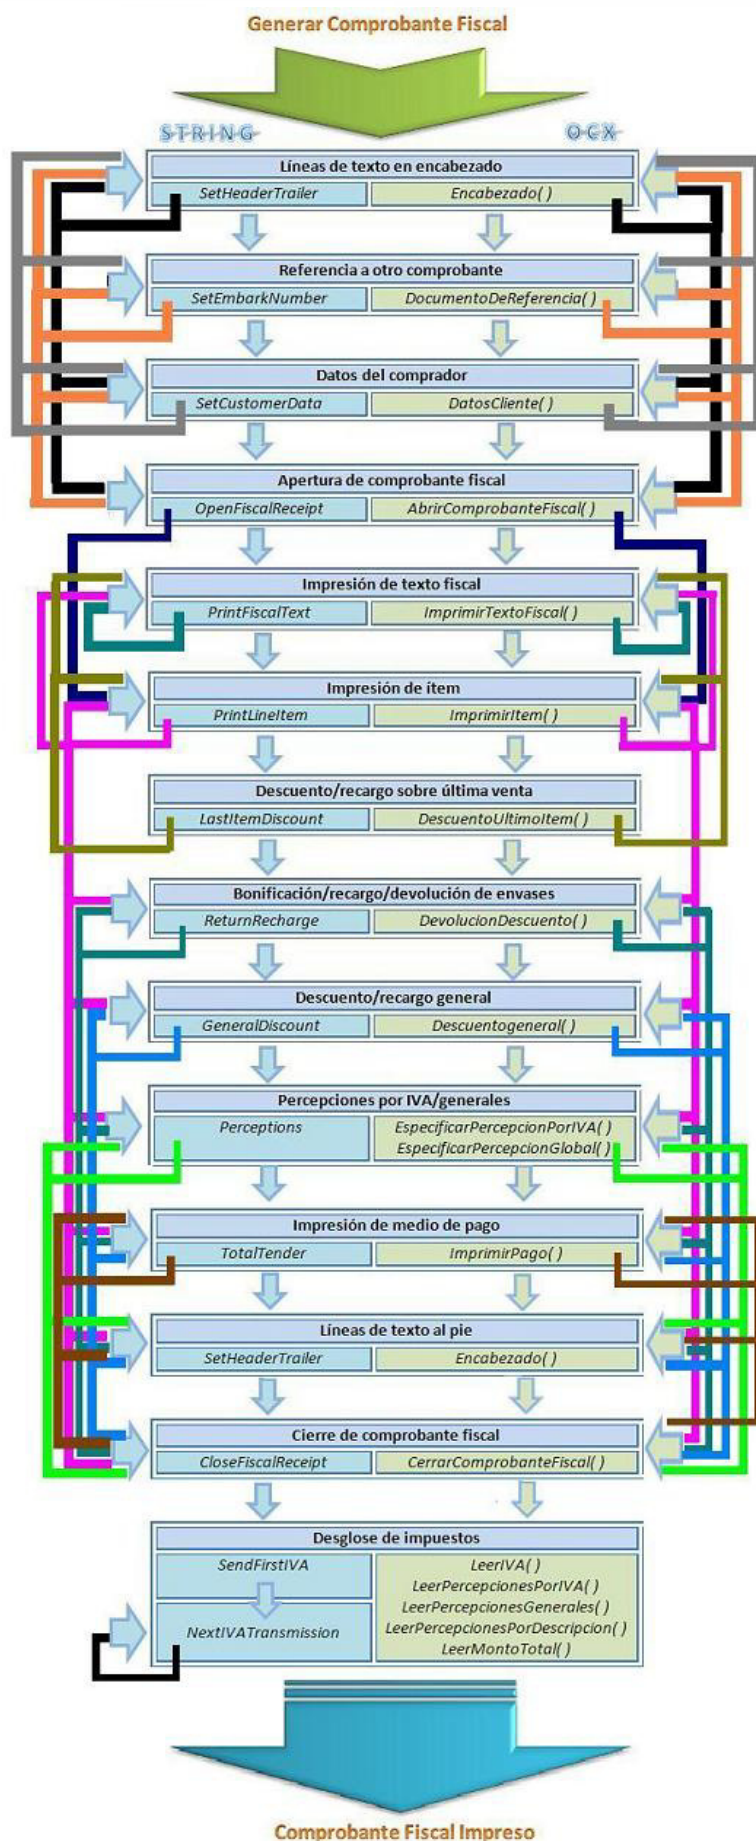 Generar Comprobante Fiscal
STRING OCX
Líneas de texto en encabezado
SetHeaderTrailer Encabezado( )
Referencia a otro comprobante
SetEmbarkNumber DocumentoDeReferencia( )
Datos del comprador
SetCustomerData DatosCliente( )
Apertura de comprobante fiscal
OpenFiscalReceipt AbrirComprobanteFiscal( )
Impresión de texto fiscal
PrintFiscalText ImprimirTextoFiscal( )
Impresión de ítem
PrintLineItem ImprimirItem( )
Descuento/recargo sobre última venta
LastItemDiscount DescuentoUltimoItem( )
Bonificación/recargo/devolución de envases
ReturnRecharge DevolucionDescuento( )
Descuento/recargo general
GeneralDiscount Descuentogeneral( )
Percepciones por IVA/generales
Perceptions EspecificarPercepcionPorIVA( )
EspecificarPercepcionGlobal( )
Impresión de medio de pago
TotalTender ImprimirPago( )
Líneas de texto al pie
SetHeaderTrailer Encabezado( )
Cierre de comprobante fiscal
CloseFiscalReceipt CerrarComprobanteFiscal( )
Desglose de impuestos
SendFirstIVA LeerIVA( )
LeerPercepcionesPorIVA( )
LeerPercepcionesGenerales( )
NextIVATransmission LeerPercepcionesPorDescripcion( )
LeerMontoTotal( )
Comprobante Fiscal Impreso